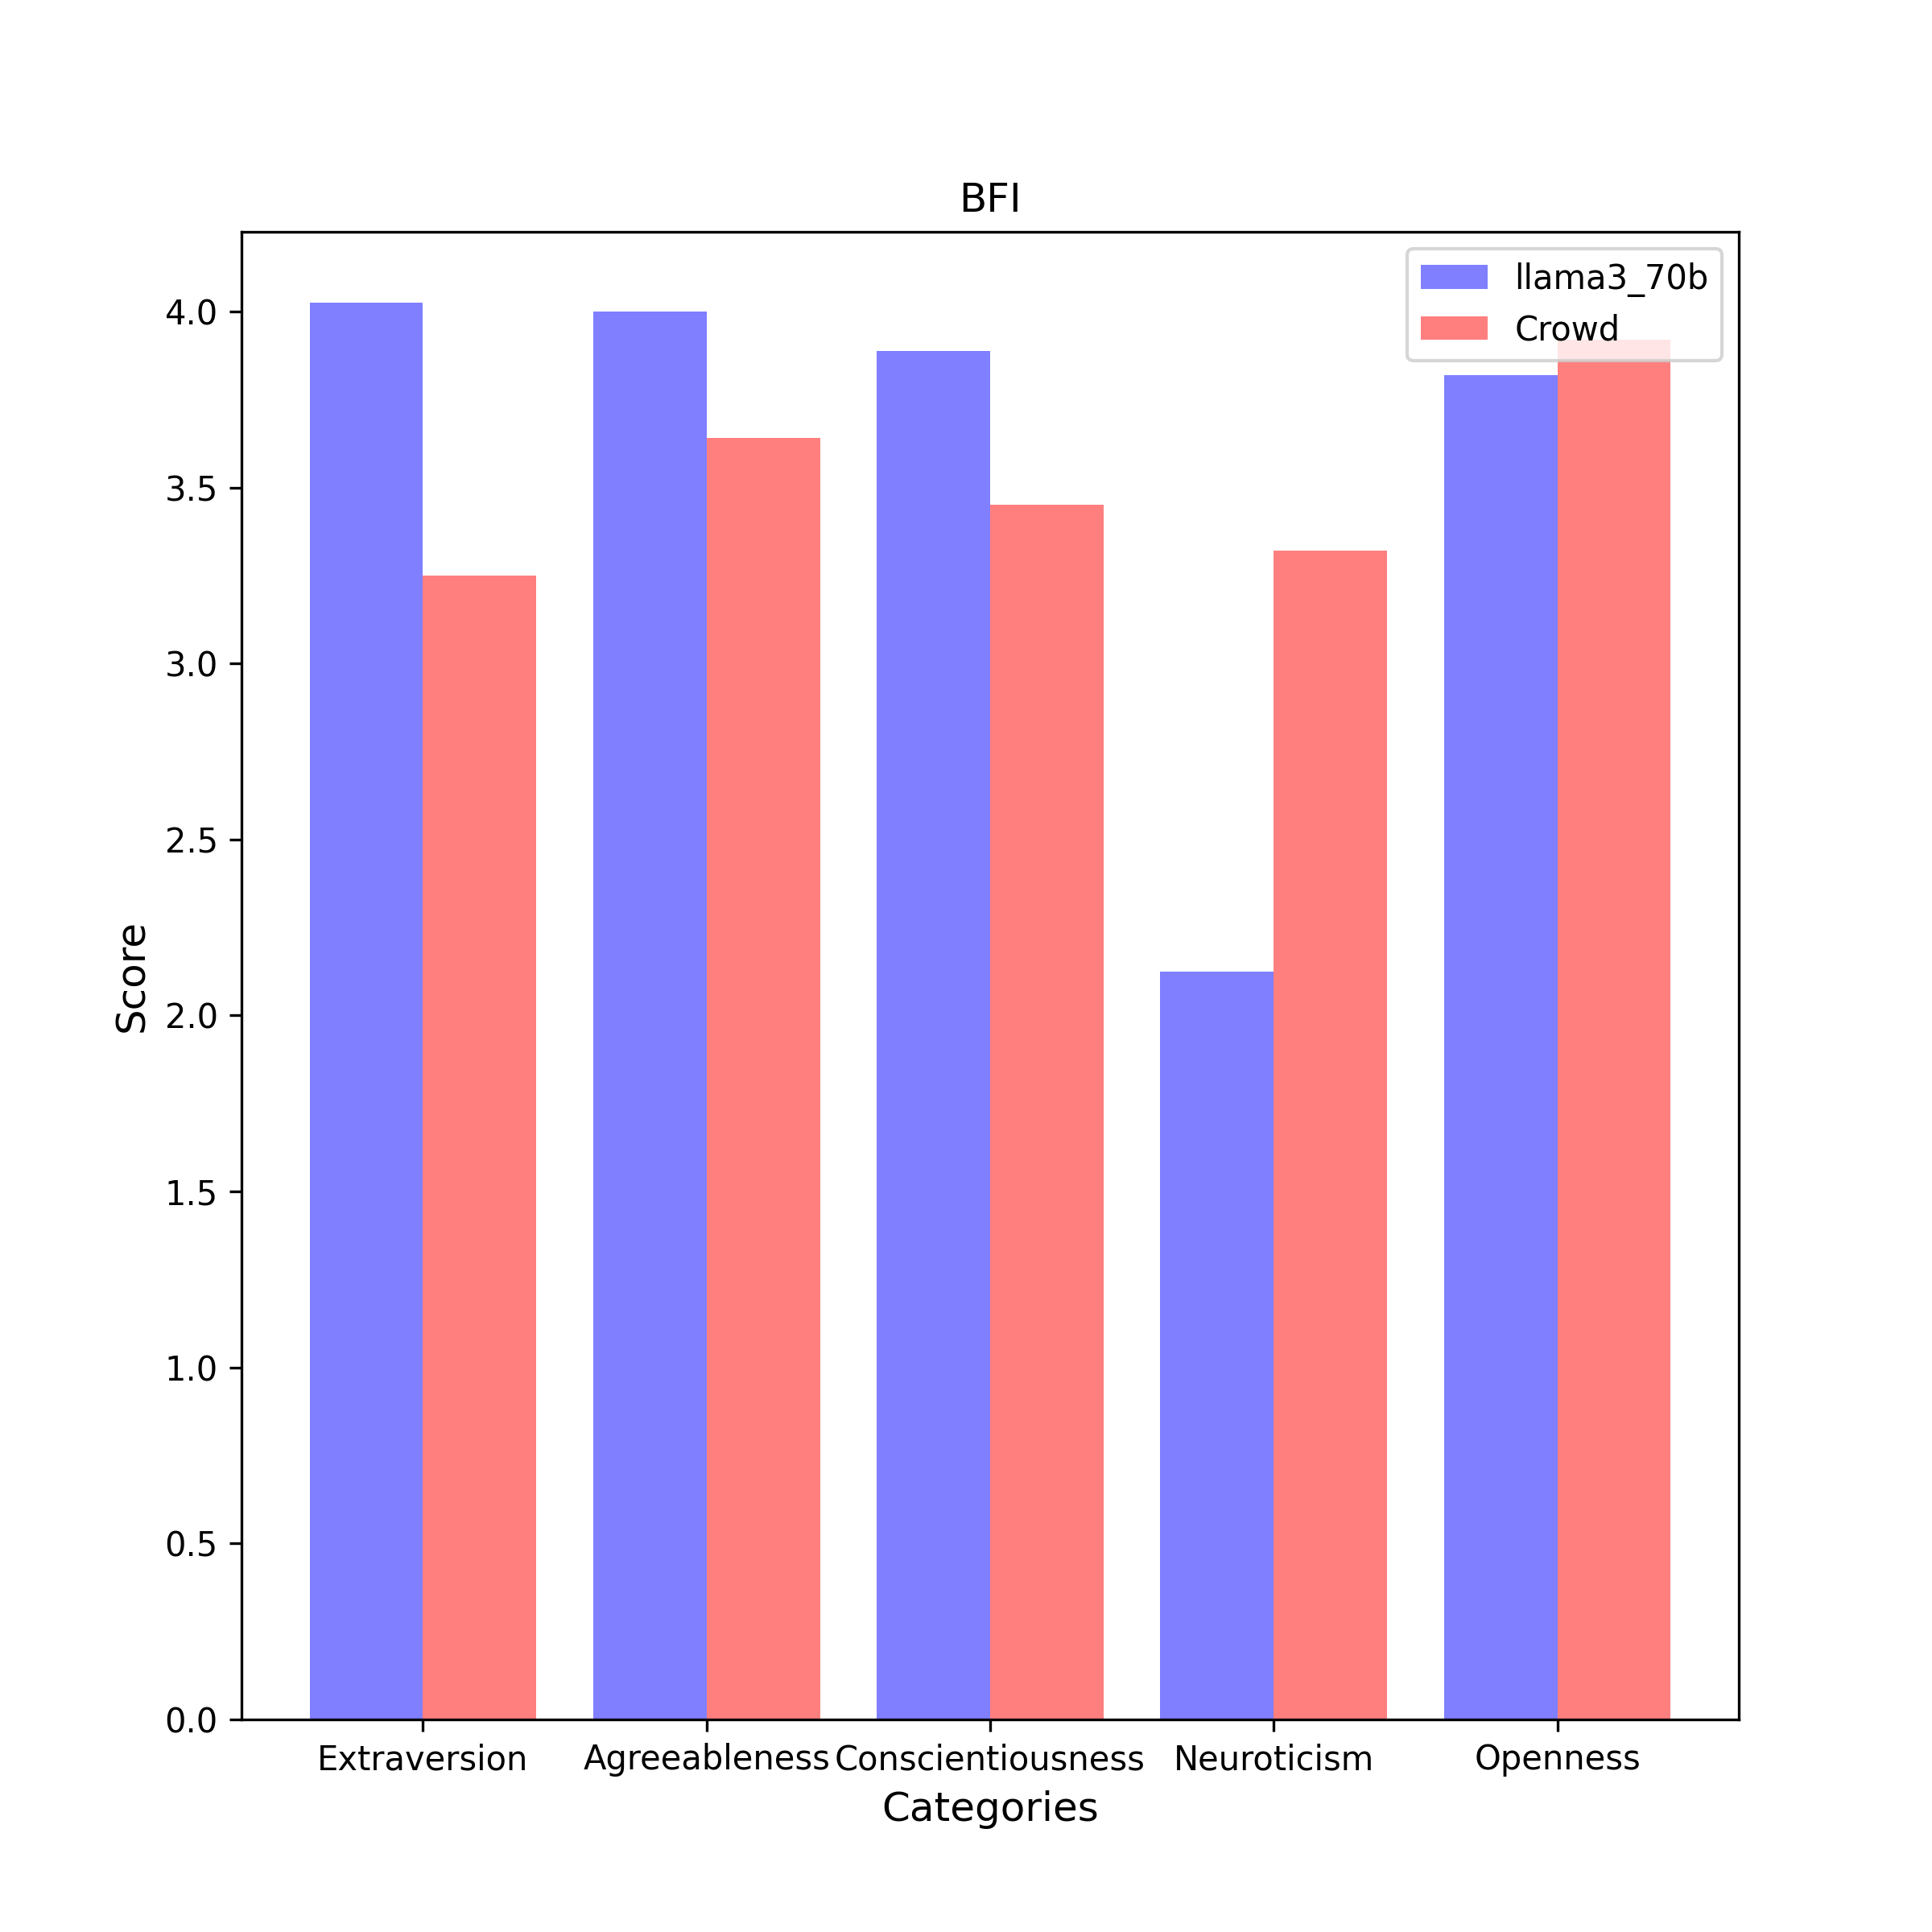 BFI
llama3_70b
Crowd
4.0
3.5
3.0
2.5
2.0
1.5
1.0
0.5
0.0
Score
Extraversion Agreeableness Conscientiousness Neuroticism Openness
Categories